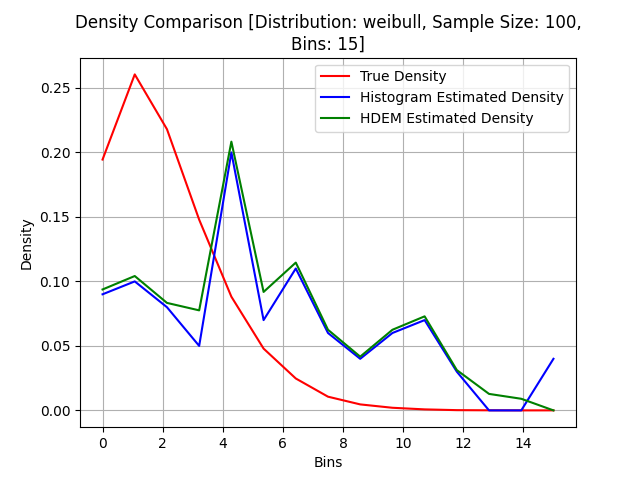 Density Comparison [Distribution: weibull, Sample Size: 100,
Bins: 15]
True Density
Histogram Estimated Density
HDEM Estimated Density
Density
0.25
0.20
0.15
0.10
0.05
0.00
0 2 4 6 8 10 12 14
Bins